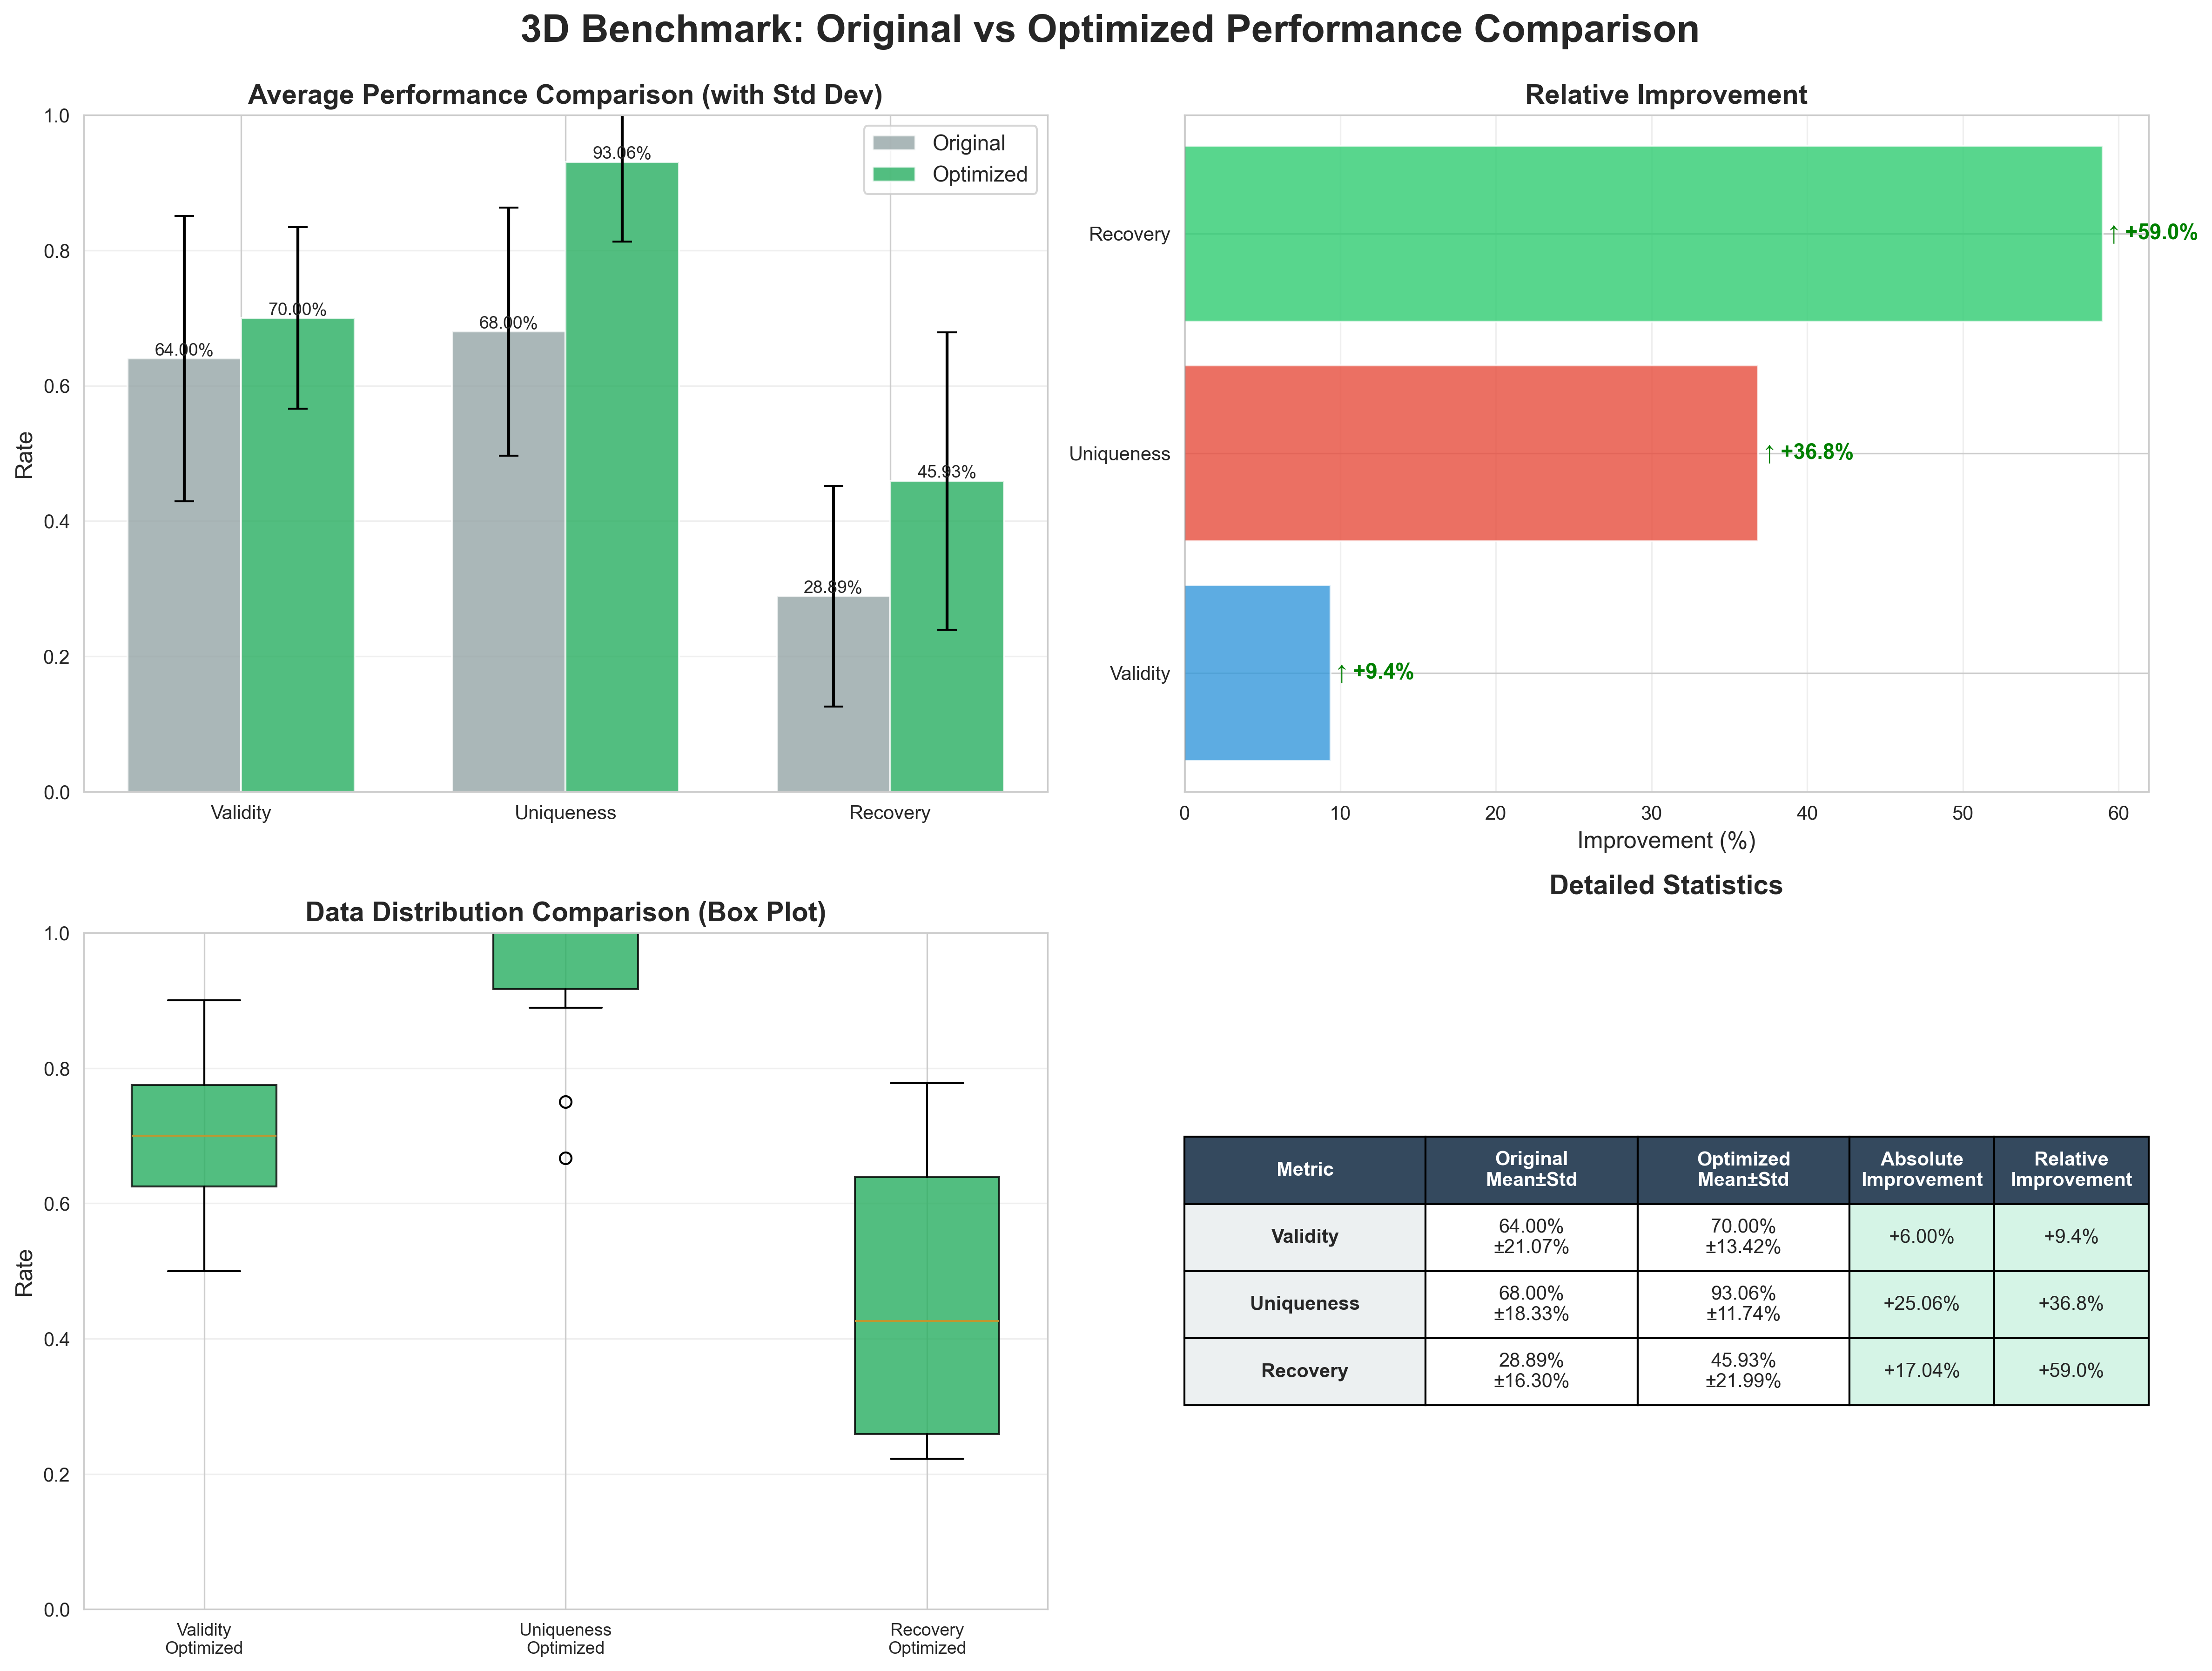 3D Benchmark: Original vs Optimized Performance Comparison
Average Performance Comparison (with Std Dev)
1.0
0.8
0.6
0.4
0.2
0.0
Rate
Original
Optimized
64.00%
70.00%
68.00%
93.06%
28.89%
45.93%
Validity
Uniqueness
Recovery
Relative Improvement
Recovery
Uniqueness
Validity
↑ +59.0%
↑ +36.8%
↑ +9.4%
0
10
20
30
40
50
60
Improvement (%)
Data Distribution Comparison (Box Plot)
1.0
0.8
0.6
0.4
0.2
0.0
Rate
Validity
Optimized
Uniqueness
Optimized
Recovery
Optimized
Detailed Statistics
Metric
Original
Mean±Std
Optimized
Mean±Std
Absolute
Improvement
Relative
Improvement
Validity
64.00%
±21.07%
70.00%
±13.42%
+6.00%
+9.4%
Uniqueness
68.00%
±18.33%
93.06%
±11.74%
+25.06%
+36.8%
Recovery
28.89%
±16.30%
45.93%
±21.99%
+17.04%
+59.0%